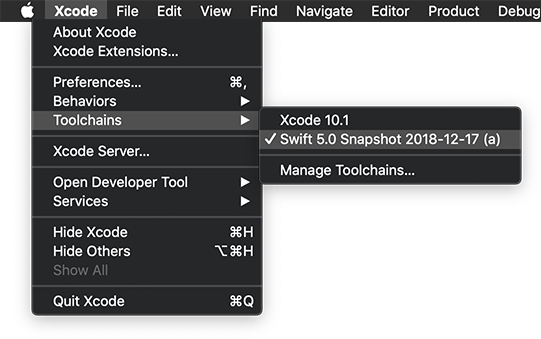 Xcode File Edit View Find Navigate Editor Product Debug
About Xcode
Xcode Extensions...
Preferences... ⌘,
Behaviors ▶
Toolchains ▶
Xcode 10.1
✓ Swift 5.0 Snapshot 2018-12-17 (a)
Manage Toolchains...
Xcode Server...
Open Developer Tool ▶
Services ▶
Hide Xcode ⌘H
Hide Others ⌥⌘H
Show All
Quit Xcode ⌘Q